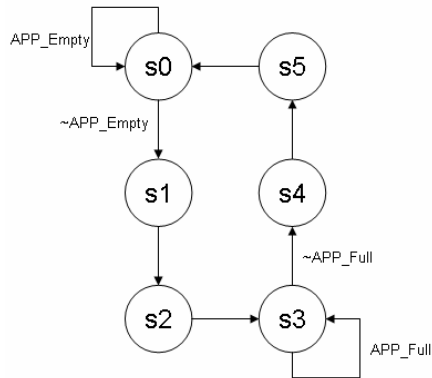 APP_Empty
s0
s5
~APP_Empty
s1
s4
~APP_Full
s2
s3
APP_Full